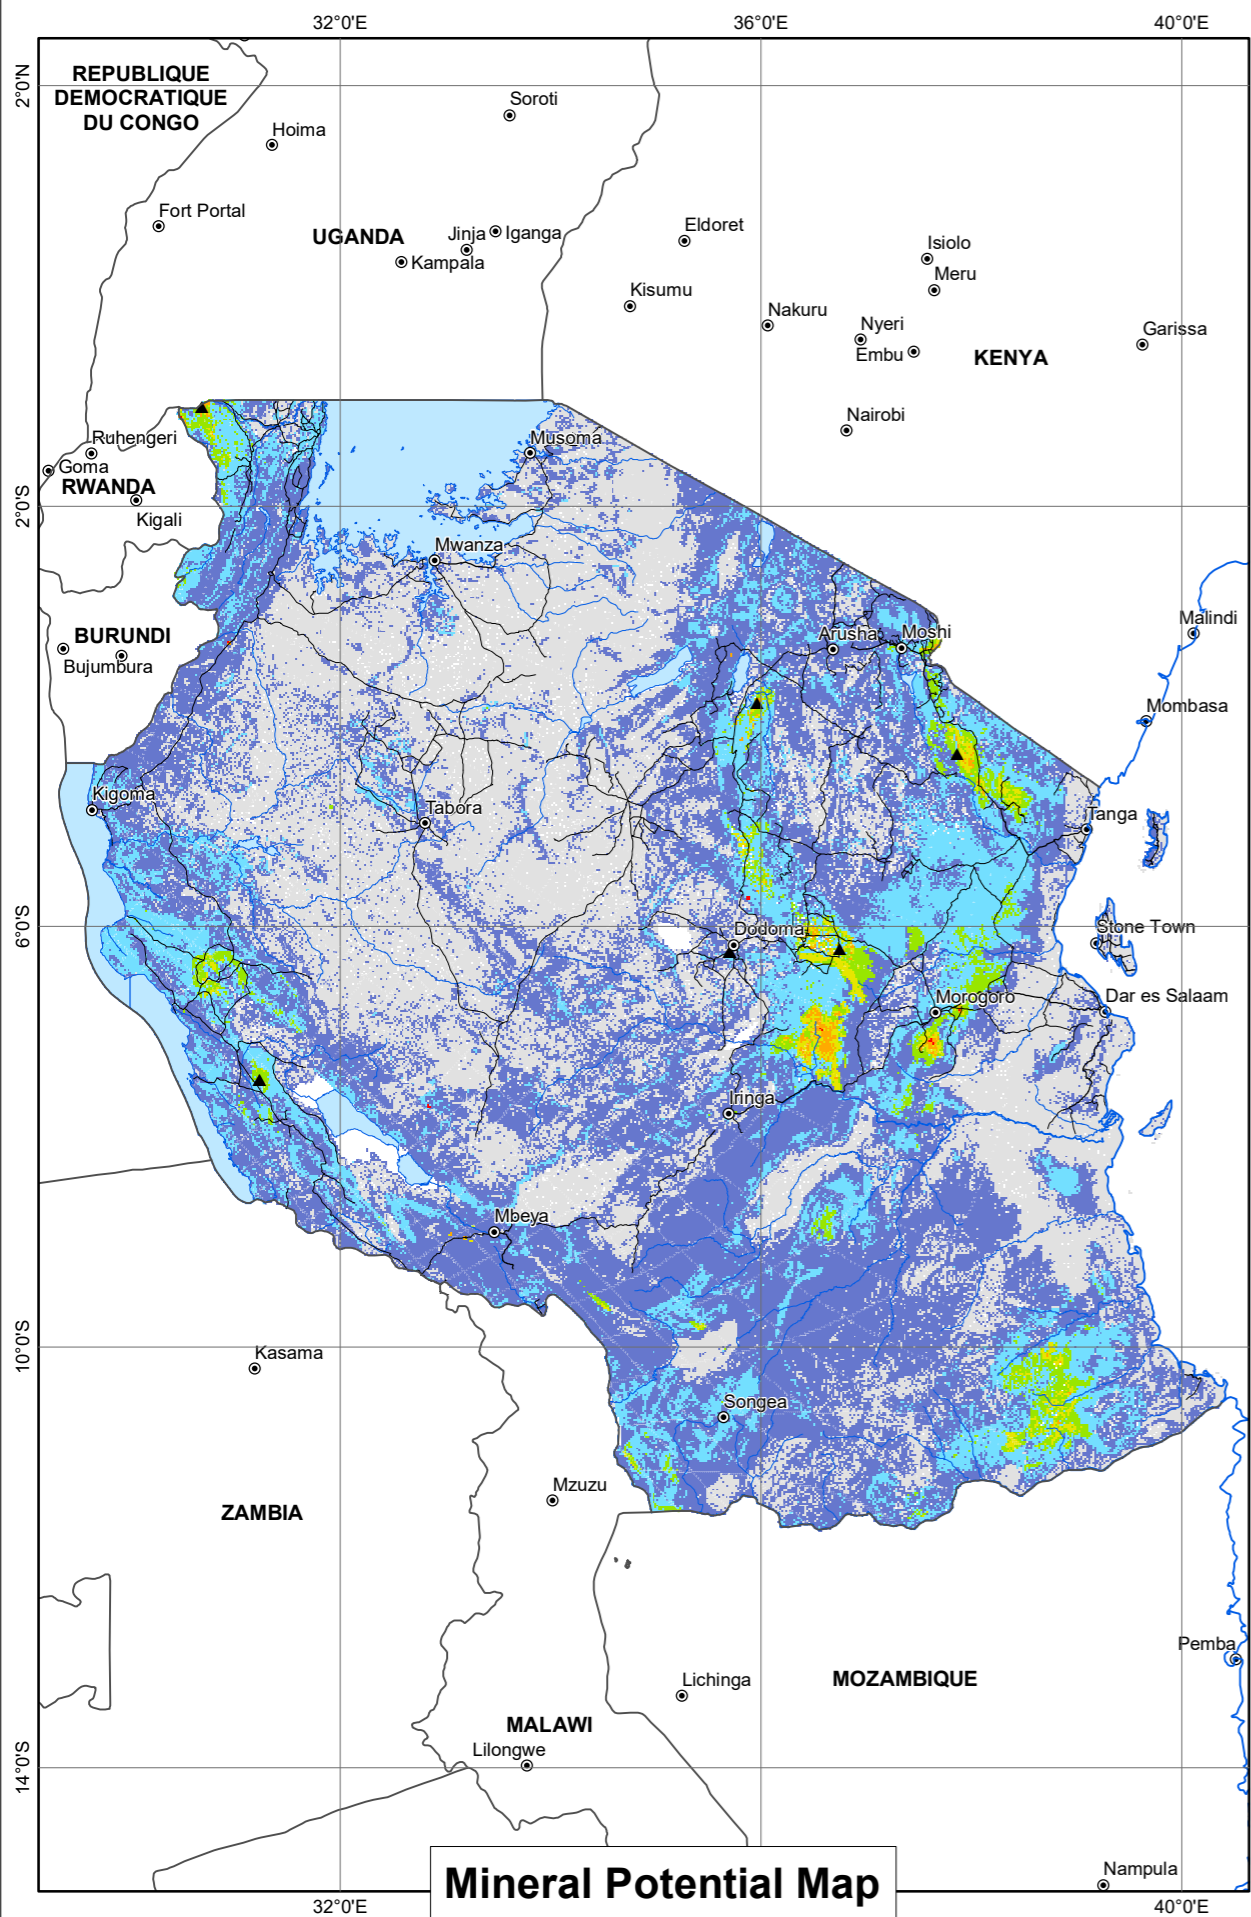 32°0'E
36°0'E
40°0'E
2°0'N
REPUBLIQUE
DEMOCRATIQUE
DU CONGO
Soroti
Hoima
Fort Portal
UGANDA
Jinja
Iganga
Kampala
Eldoret
Isiolo
Meru
Kisumu
Nakuru
Nyeri
Embu
KENYA
Garissa
Nairobi
Ruhengeri
Goma
RWANDA
Kigali
Musoma
2°0'S
Mwanza
BURUNDI
Bujumbura
Arusha
Moshi
Malindi
Mombasa
Kigoma
Tabora
Tanga
6°0'S
Dodoma
Stone Town
Morogoro
Dar es Salaam
Iringa
Mbeya
10°0'S
Kasama
Songea
Mzuzu
ZAMBIA
Pemba
Lichinga
MOZAMBIQUE
MALAWI
Lilongwe
14°0'S
Nampula
Mineral Potential Map
32°0'E
40°0'E